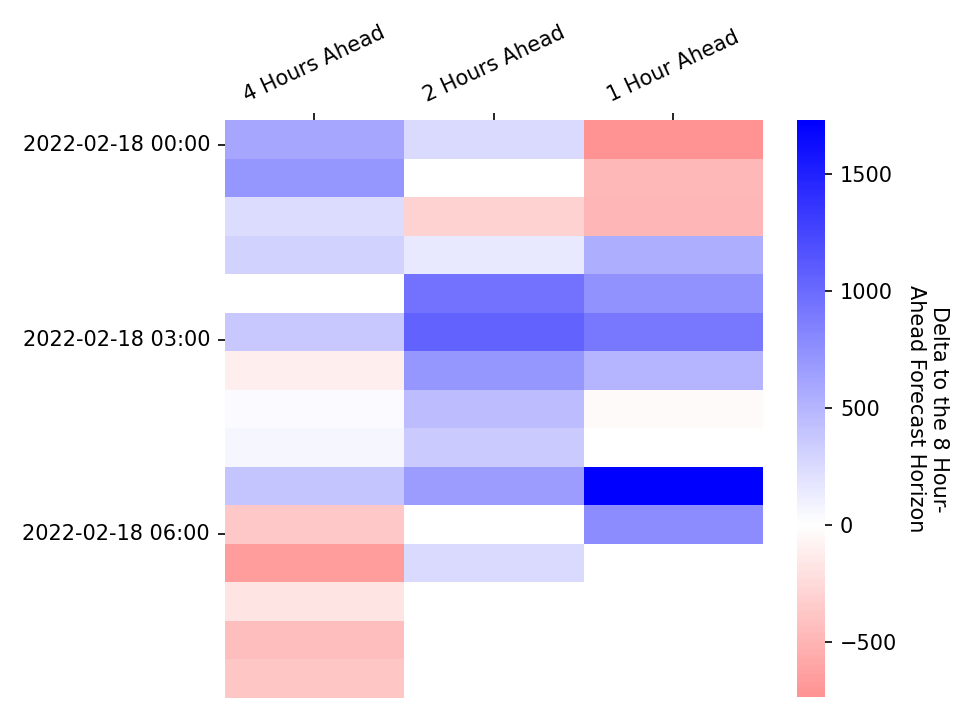 4 Hours Ahead
2 Hours Ahead
1 Hour Ahead
2022-02-18 00:00
2022-02-18 03:00
2022-02-18 06:00
1500
1000
500
0
−500
Delta to the 8 Hour-
Ahead Forecast Horizon